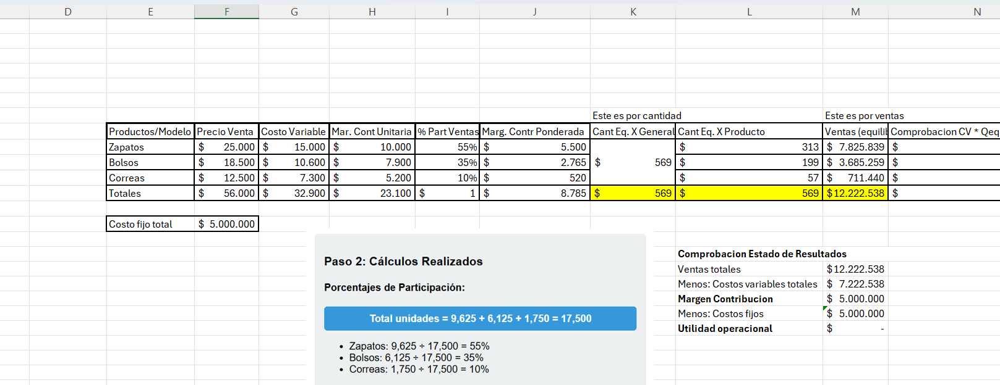 D E F G H I J K L M N
Este es por cantidad Este es por ventas
Productos/Modelo Precio Venta Costo Variable Mar. Cont Unitaria % Part Ventas Marg. Contr Ponderada Cant Eq. X General Cant Eq. X Producto Ventas (equilil Comprobacion CV * Qeq
Zapatos $ 25.000 $ 15.000 $ 10.000 55% $ 5.500 $ 313 $ 7.825.839 $
Bolsos $ 18.500 $ 10.600 $ 7.900 35% $ 2.765 $ 569 $ 199 $ 3.685.259 $
Correas $ 12.500 $ 7.300 $ 5.200 10% $ 520 $ 57 $ 711.440 $
Totales $ 56.000 $ 32.900 $ 23.100 $ 1 $ 8.785 $ 569 $ 569 $12.222.538 $
Costo fijo total $ 5.000.000
Paso 2: Cálculos Realizados
Porcentajes de Participación:
Total unidades = 9,625 + 6,125 + 1,750 = 17,500
• Zapatos: 9,625 ÷ 17,500 = 55%
• Bolsos: 6,125 ÷ 17,500 = 35%
• Correas: 1,750 ÷ 17,500 = 10%
Comprobacion Estado de Resultados
Ventas totales $12.222.538
Menos: Costos variables totales $ 7.222.538
Margen Contribucion $ 5.000.000
Menos: Costos fijos $ 5.000.000
Utilidad operacional $ -